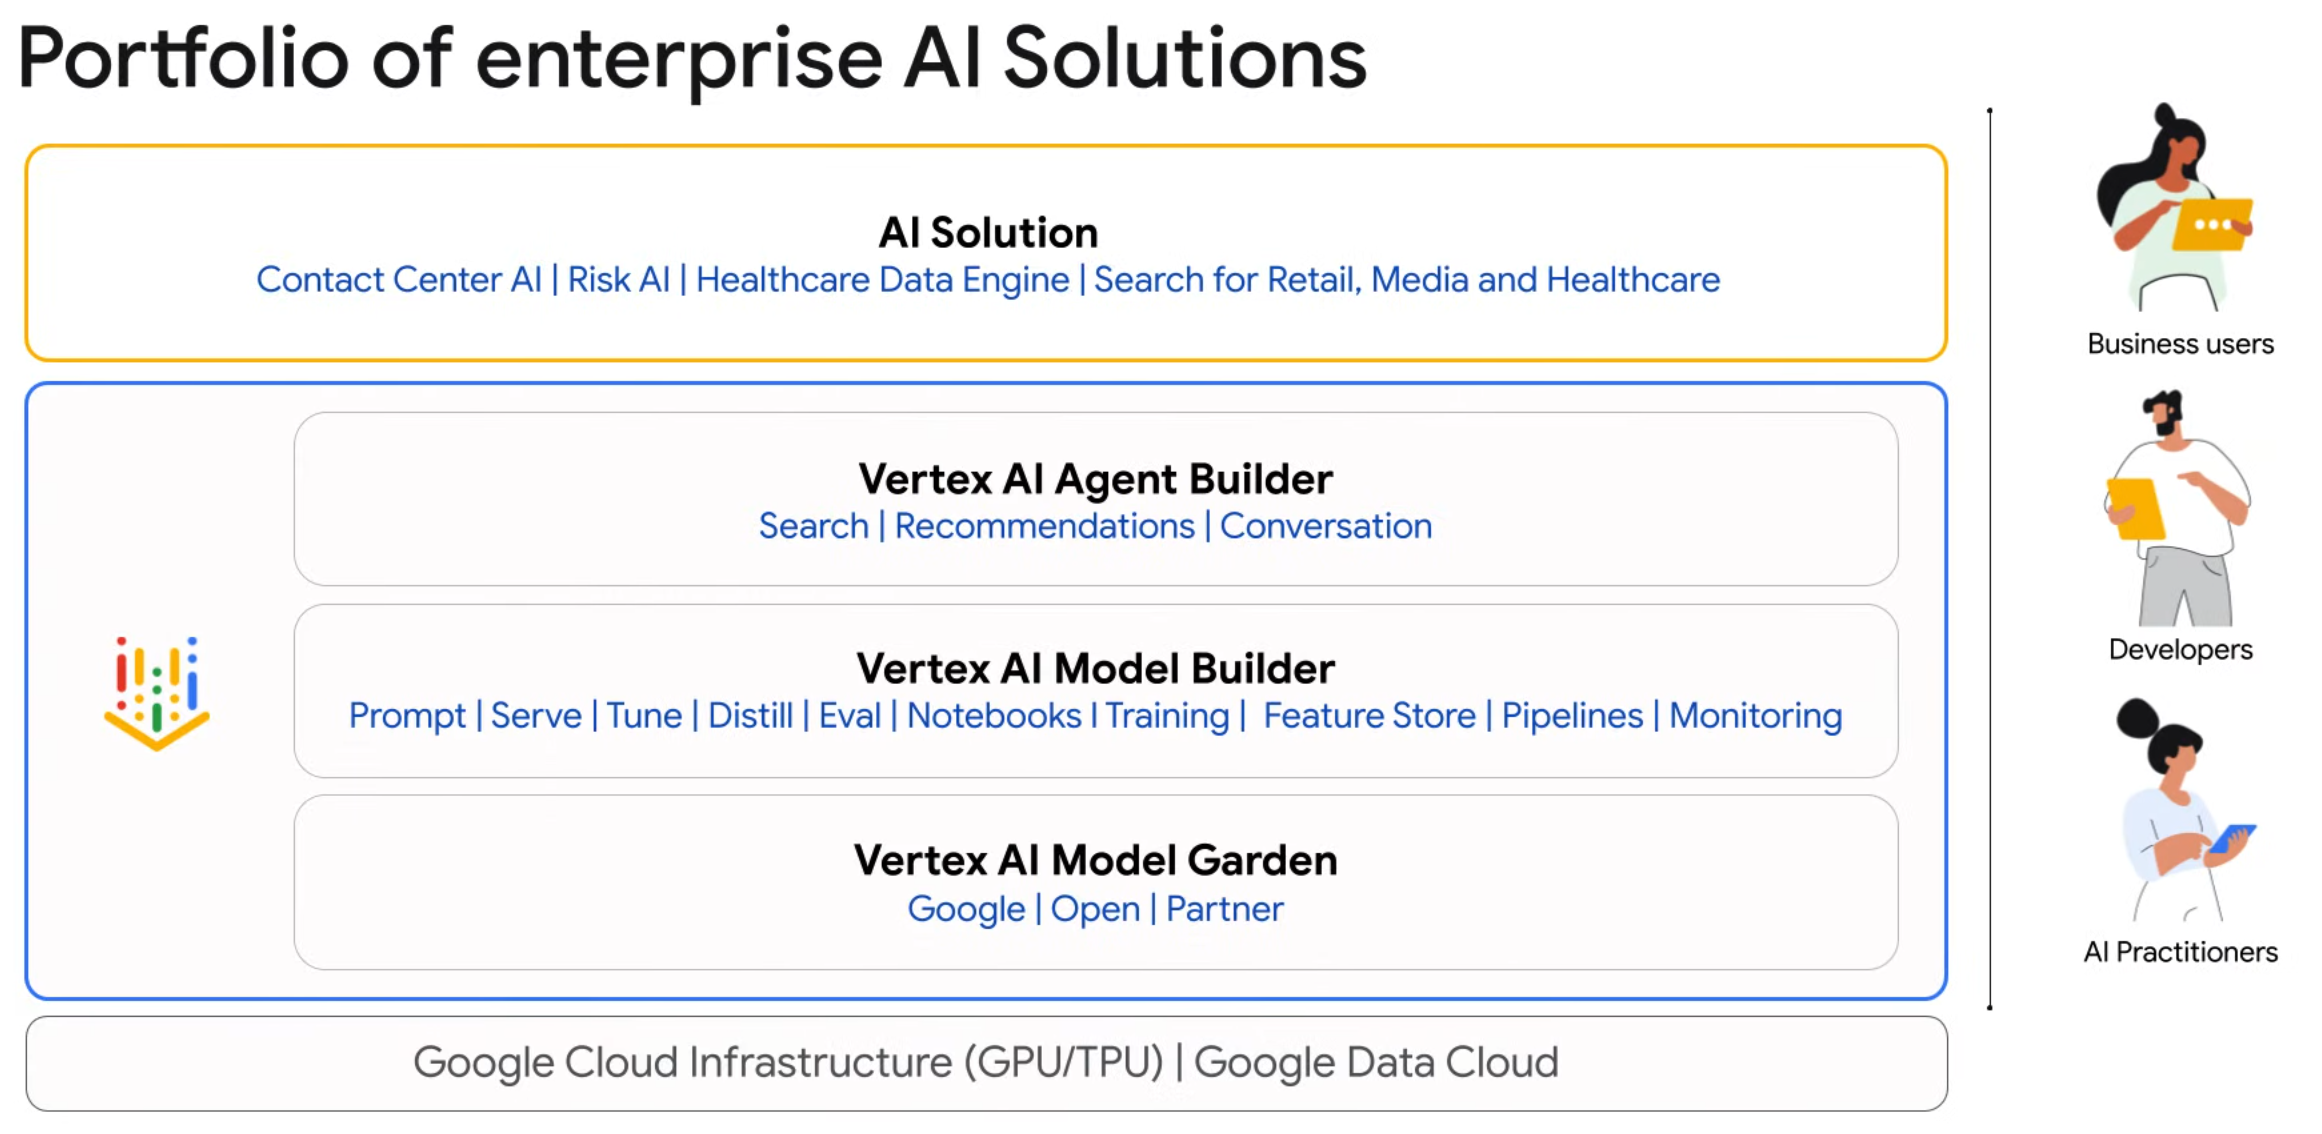 Portfolio of enterprise AI Solutions
AI Solution
Contact Center AI | Risk AI | Healthcare Data Engine | Search for Retail, Media and Healthcare
Business users
Vertex AI Agent Builder
Search | Recommendations | Conversation
Developers
Vertex AI Model Builder
Prompt | Serve | Tune | Distill | Eval | Notebooks I Training | Feature Store | Pipelines | Monitoring
Vertex AI Model Garden
Google | Open | Partner
AI Practitioners
Google Cloud Infrastructure (GPU/TPU) | Google Data Cloud